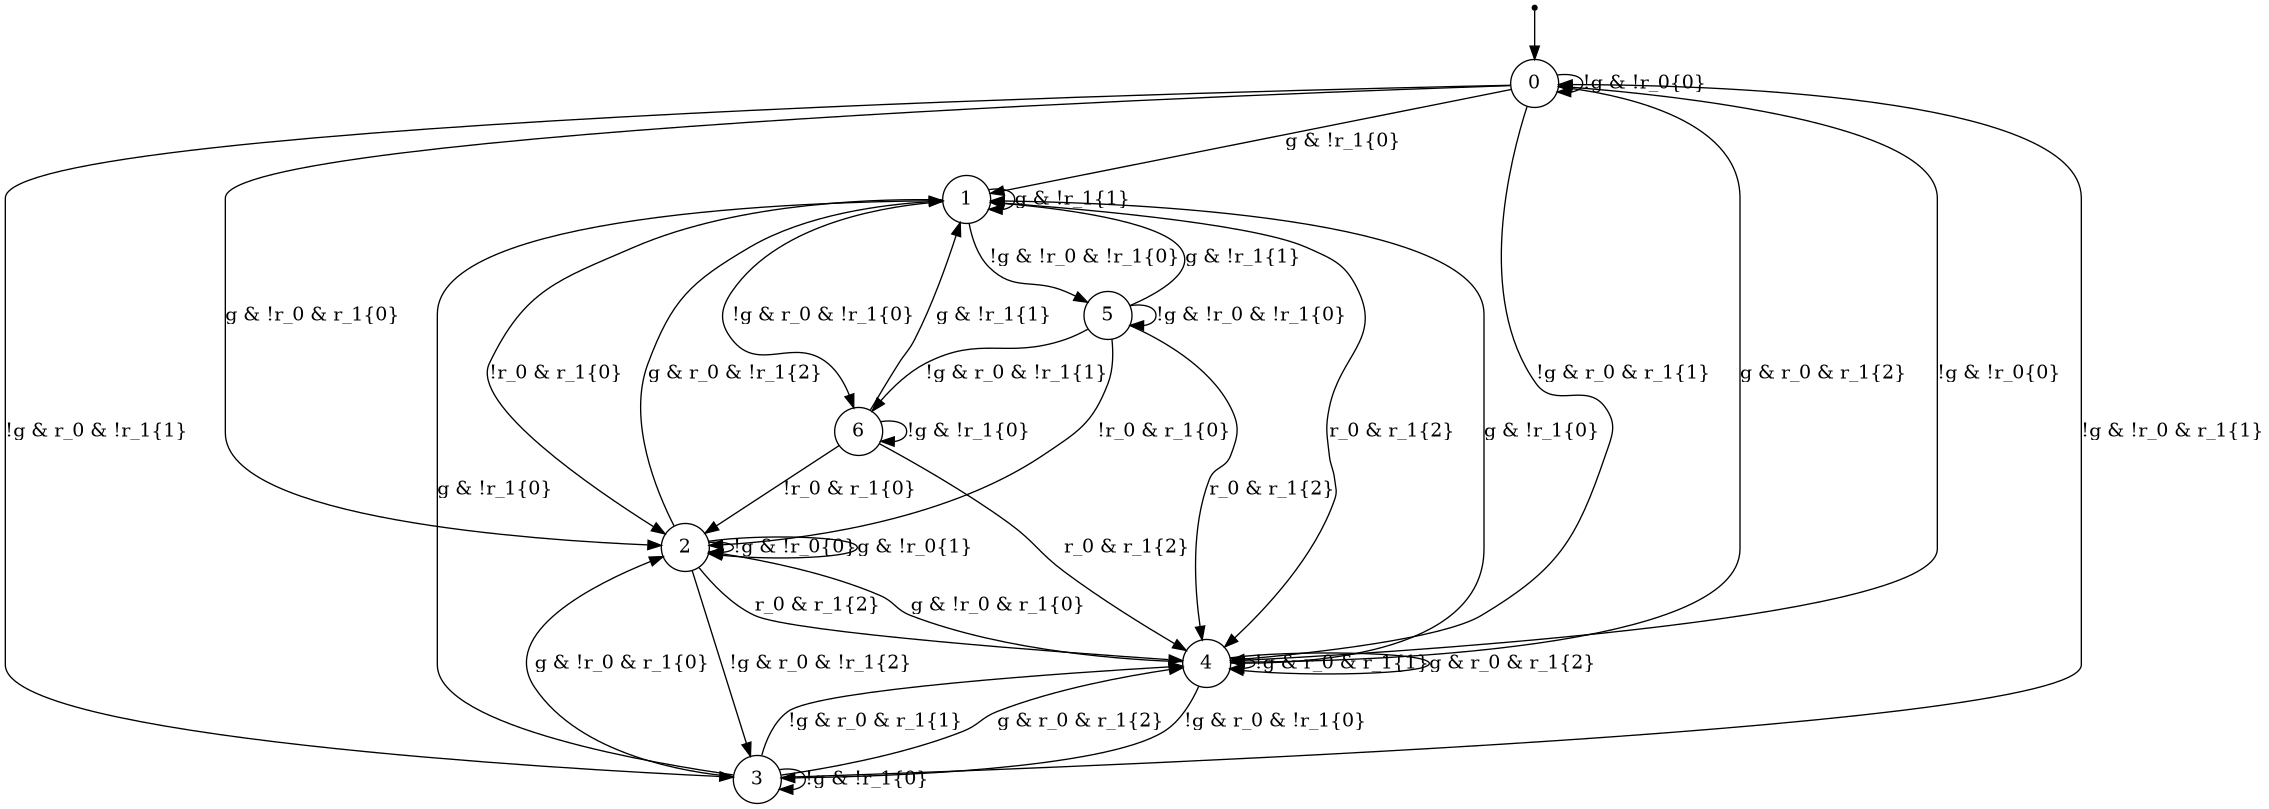 0
!g & !r_0{0}
g & !r_1{0}
1
g & !r_1{1}
!g & !r_0 & !r_1{0}
g & !r_1{1}
g & !r_0 & r_1{0}
!g & r_0 & !r_1{0}
g & !r_1{1}
5
!g & !r_0 & !r_1{0}
!r_0 & r_1{0}
g & r_0 & !r_1{2}
!g & r_0 & !r_1{1}
!g & r_0 & r_1{1}
g & r_0 & r_1{2}
!g & !r_0{0}
!g & r_0 & !r_1{1}
6
!g & !r_1{0}
!r_0 & r_1{0}
r_0 & r_1{2}
g & !r_1{0}
!g & !r_0 & r_1{1}
g & !r_1{0}
!r_0 & r_1{0}
r_0 & r_1{2}
2
!g & !r_0{0}
g & !r_0{1}
r_0 & r_1{2}
r_0 & r_1{2}
g & !r_0 & r_1{0}
g & !r_0 & r_1{0}
!g & r_0 & !r_1{2}
4
!g & r_0 & r_1{1}
g & r_0 & r_1{2}
!g & r_0 & r_1{1}
g & r_0 & r_1{2}
!g & r_0 & !r_1{0}
3
!g & !r_1{0}